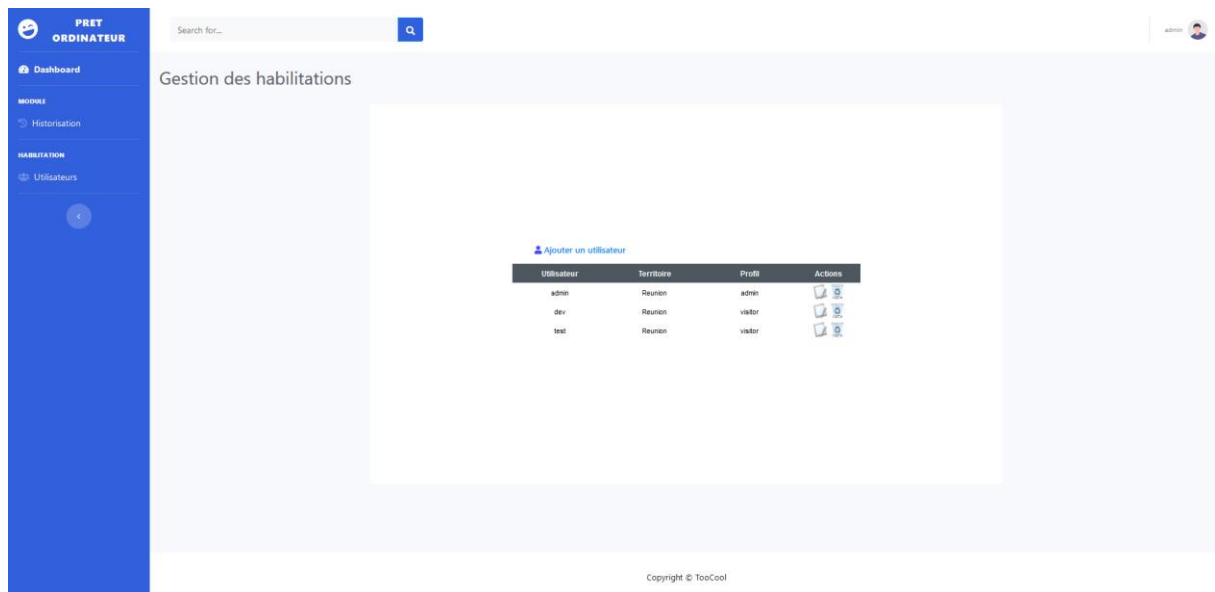 PRET
ORDINATEUR
Search for...
admin
Dashboard
Gestion des habilitations
MODULE
Historisation
HABILITATION
Utilisateurs
Ajouter un utilisateur
Utilisateur Territoire Profil Actions
admin Reunion admin
dev Reunion visitor
test Reunion visitor
Copyright © TooCool